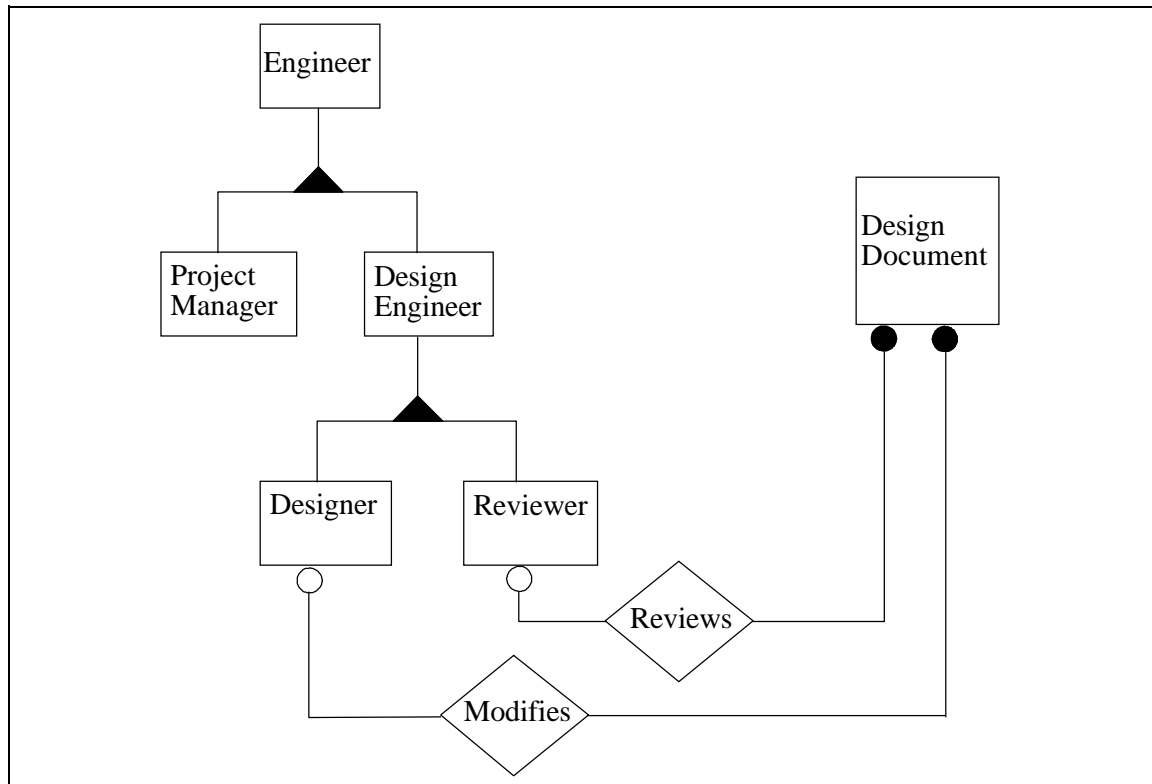 Engineer
Design
Document
Project
Manager
Design
Engineer
Designer
Reviewer
Reviews
Modifies